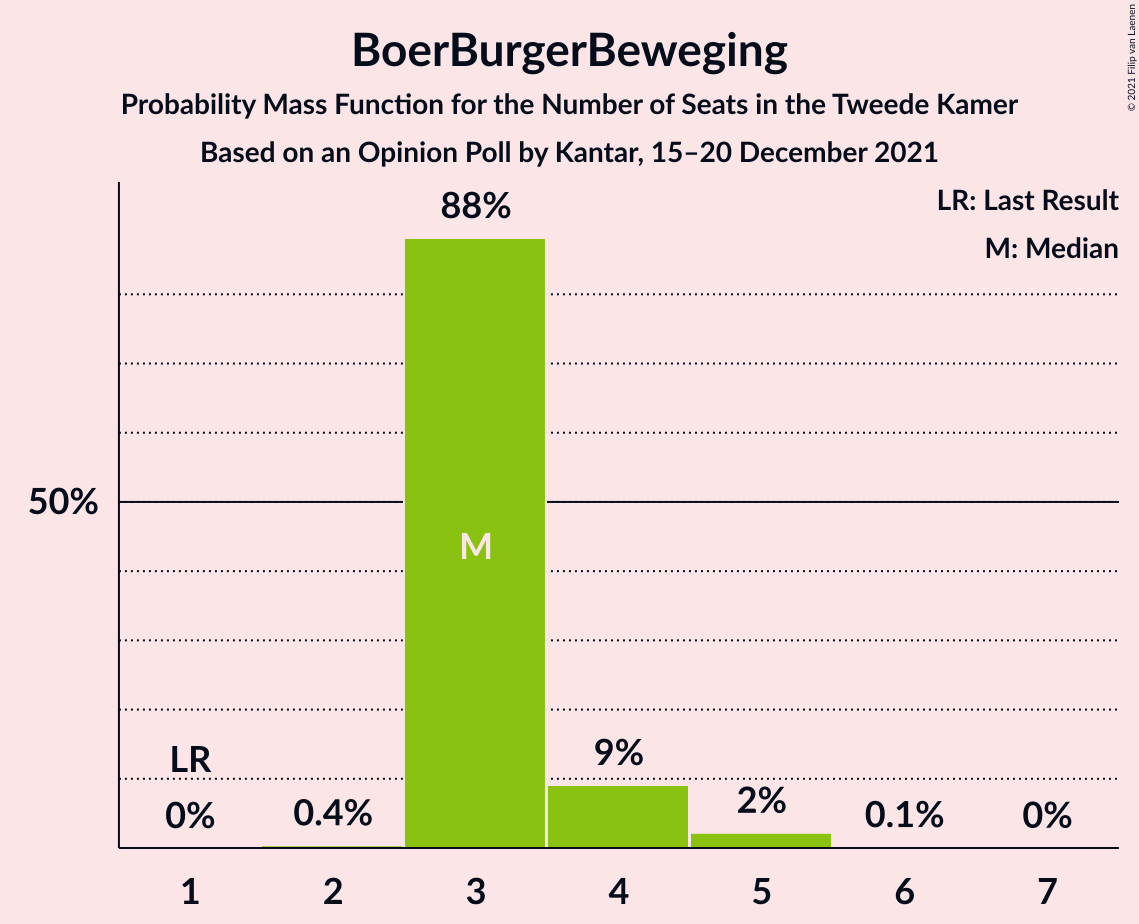 BoerBurgerBeweging
Probability Mass Function for the Number of Seats in the Tweede Kamer
Based on an Opinion Poll by Kantar, 15–20 December 2021
© 2021 Filip van Laenen
LR: Last Result
M: Median
88%
50%
M
LR
9%
0%
0.4%
2%
0.1%
0%
1 2 3 4 5 6 7